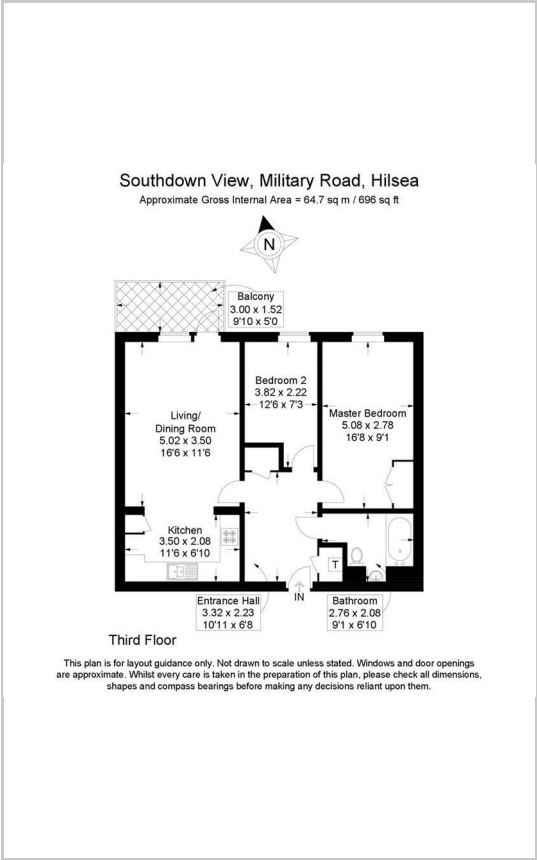 Southdown View, Military Road, Hilsea
Approximate Gross Internal Area = 64.7 sq m / 696 sq ft
N
Balcony
3.00 x 1.52
9'10 x 5'0
Bedroom 2
3.82 x 2.22
12'6 x 7'3
Master Bedroom
5.08 x 2.78
16'8 x 9'1
Living/
Dining Room
5.02 x 3.50
16'6 x 11'6
Kitchen
3.50 x 2.08
11'6 x 6'10
T
IN
Entrance Hall
3.32 x 2.23
10'11 x 6'8
Bathroom
2.76 x 2.08
9'1 x 6'10
Third Floor
This plan is for layout guidance only. Not drawn to scale unless stated. Windows and door openings
are approximate. Whilst every care is taken in the preparation of this plan, please check all dimensions,
shapes and compass bearings before making any decisions reliant upon them.